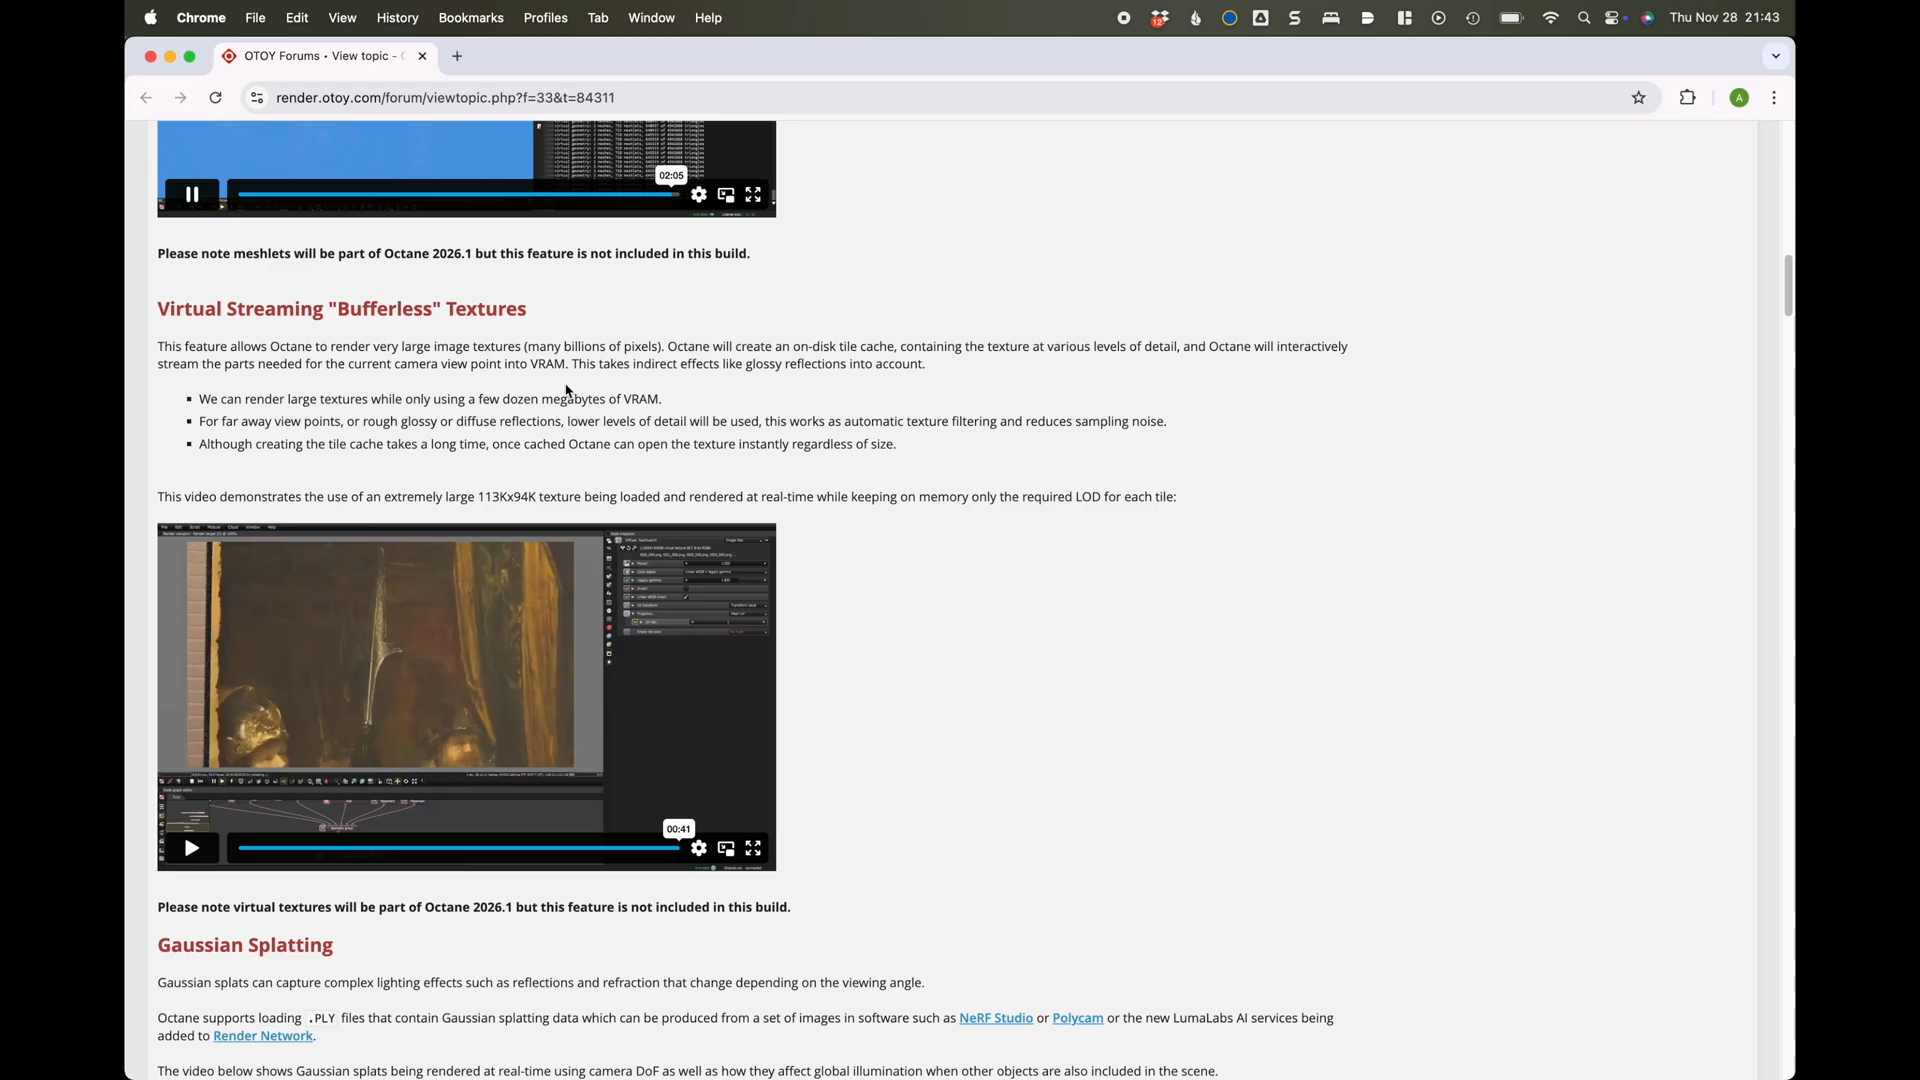 Chrome File Edit View History Bookmarks Profiles Tab Window Help
12
Thu Nov 28 21:43
OTOY Forums • View topic -
render.otoy.com/forum/viewtopic.php?f=33&t=84311
A
02:05
Please note meshlets will be part of Octane 2026.1 but this feature is not included in this build.
Virtual Streaming "Bufferless" Textures
This feature allows Octane to render very large image textures (many billions of pixels). Octane will create an on-disk tile cache, containing the texture at various levels of detail, and Octane will interactively
stream the parts needed for the current camera view point into VRAM. This takes indirect effects like glossy reflections into account.
▪ We can render large textures while only using a few dozen megabytes of VRAM.
▪ For far away view points, or rough glossy or diffuse reflections, lower levels of detail will be used, this works as automatic texture filtering and reduces sampling noise.
▪ Although creating the tile cache takes a long time, once cached Octane can open the texture instantly regardless of size.
This video demonstrates the use of an extremely large 113Kx94K texture being loaded and rendered at real-time while keeping on memory only the required LOD for each tile:
File Edit Script Module Cloud Window Help
00:41
Please note virtual textures will be part of Octane 2026.1 but this feature is not included in this build.
Gaussian Splatting
Gaussian splats can capture complex lighting effects such as reflections and refraction that change depending on the viewing angle.
Octane supports loading .PLY files that contain Gaussian splatting data which can be produced from a set of images in software such as NeRF Studio or Polycam or the new LumaLabs AI services being
added to Render Network.
The video below shows Gaussian splats being rendered at real-time using camera DoF as well as how they affect global illumination when other objects are also included in the scene.